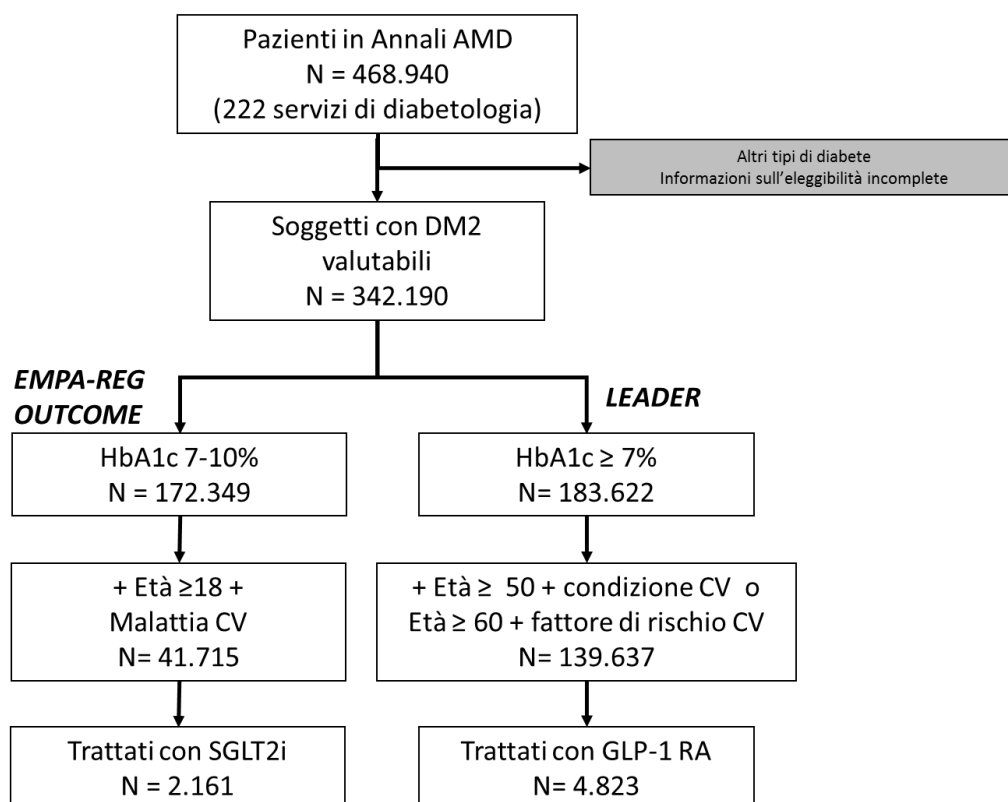 Pazienti in Annali AMD
N = 468.940
(222 servizi di diabetologia)
Altri tipi di diabete
Informazioni sull'eleggibilità incomplete
Soggetti con DM2
valutabili
N = 342.190
EMPA-REG
OUTCOME
LEADER
HbA1c 7-10%
N = 172.349
HbA1c ≥ 7%
N= 183.622
+ Età ≥18 +
Malattia CV
N= 41.715
+ Età ≥ 50 + condizione CV o
Età ≥ 60 + fattore di rischio CV
N= 139.637
Trattati con SGLT2i
N = 2.161
Trattati con GLP-1 RA
N= 4.823